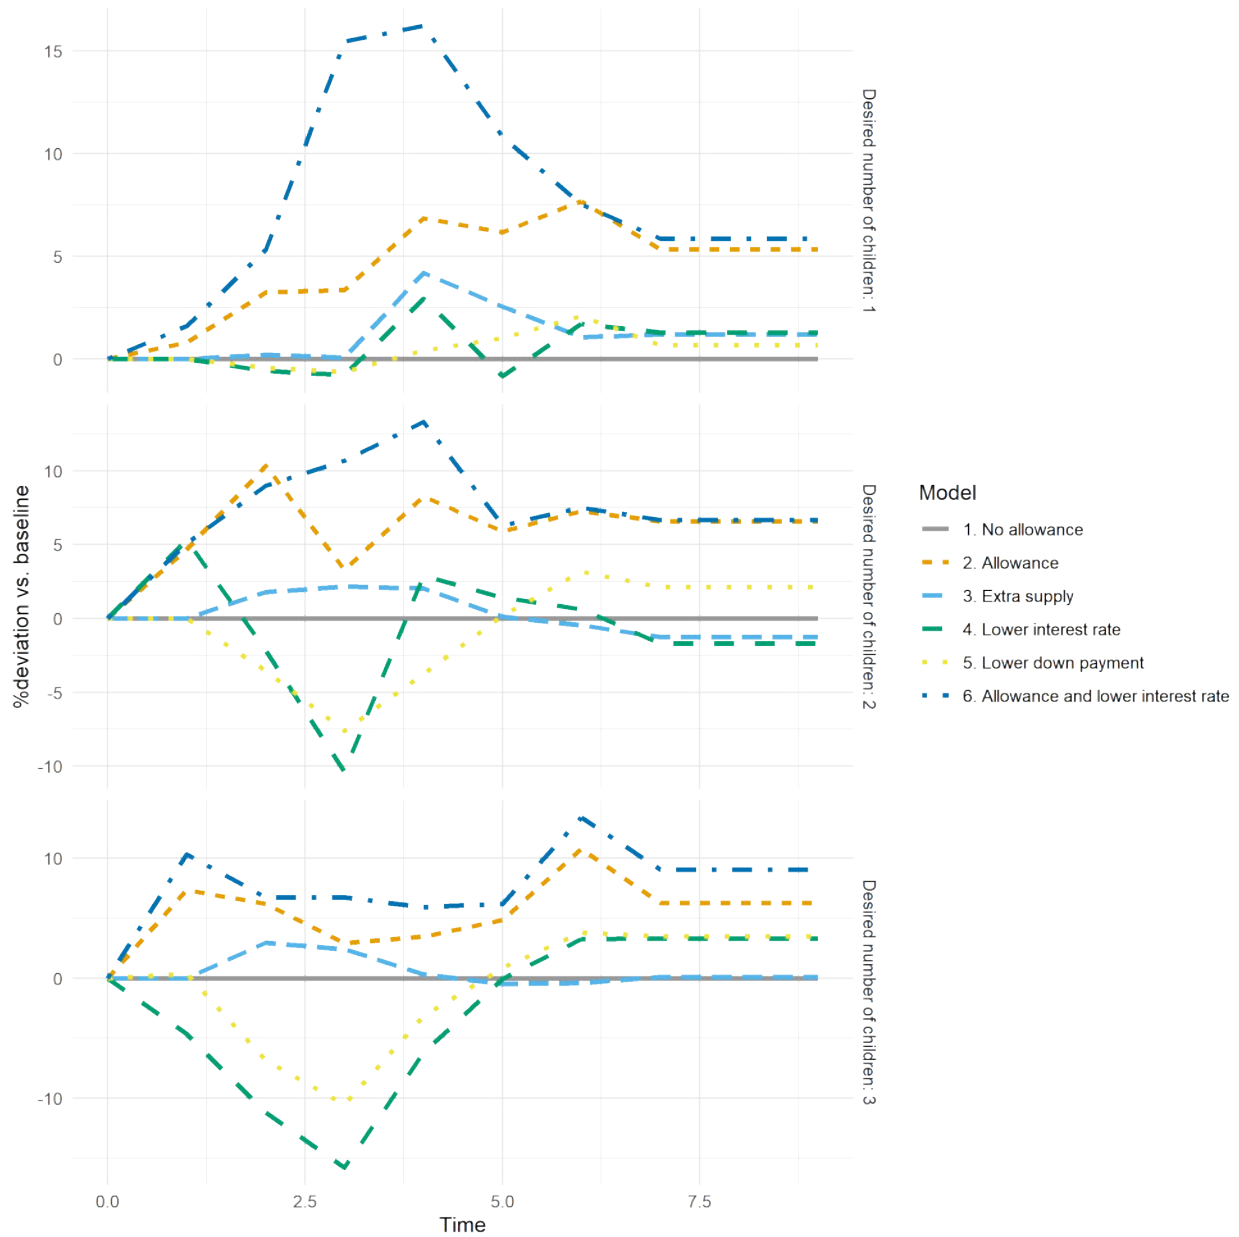 15
10
5
0
Desired number of children: 1
10
5
0
-5
-10
Desired number of children: 2
10
0
-10
Desired number of children: 3
%deviation vs. baseline
0.0 2.5 5.0 7.5
Time
Model
1. No allowance
2. Allowance
3. Extra supply
4. Lower interest rate
5. Lower down payment
6. Allowance and lower interest rate